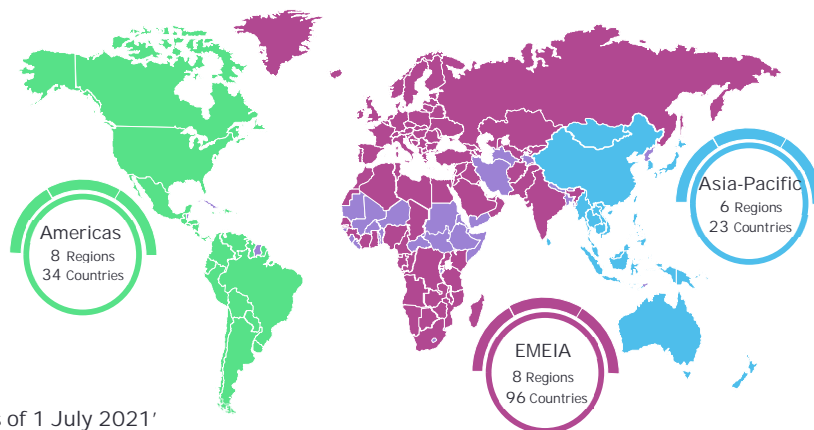 Americas
8 Regions
34 Countries
Asia-Pacific
6 Regions
23 Countries
EMEIA
8 Regions
96 Countries
of 1 July 2021'